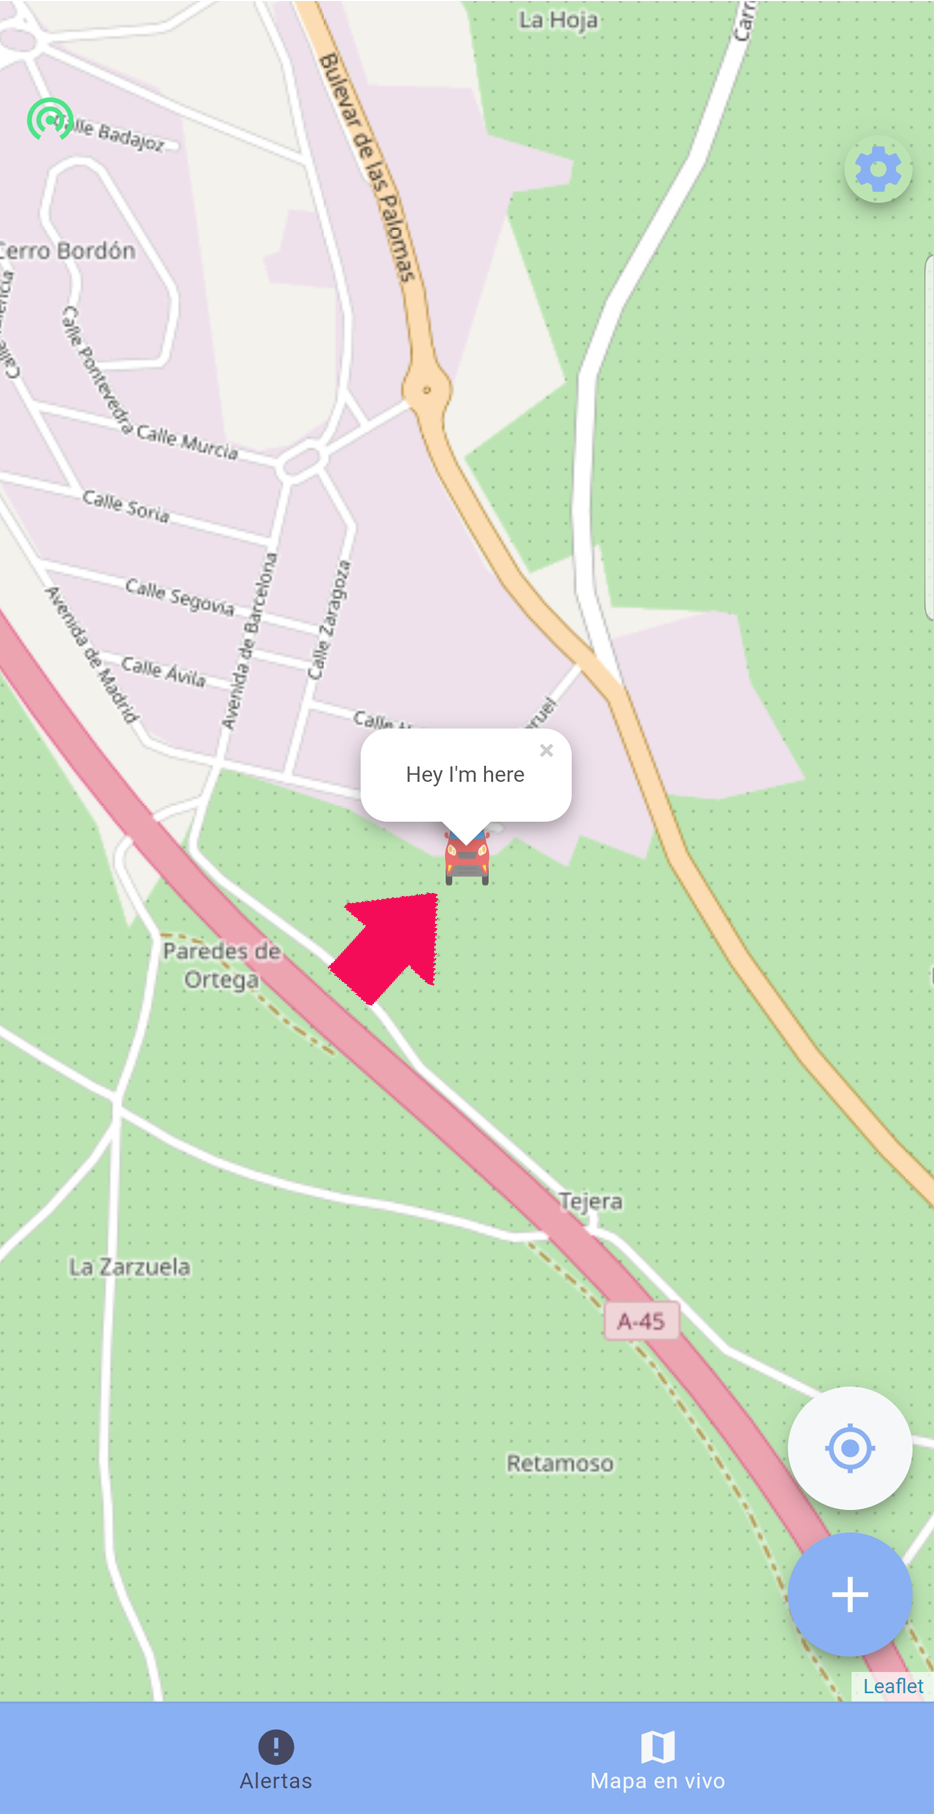 La Hoja
Bulevar de las Palomas
Calle Badajoz
Cerro Bordón
Calle Pontevedra
Calle Murcia
Calle Soria
Calle Segovia
Avenida de Barcelona
Calle Zaragoza
Avenida de Madrid
Calle Ávila
Calle
Hey I'm here
×
Paredes de
Ortega
Tejera
La Zarzuela
A-45
Retamoso
Leaflet
Alertas
Mapa en vivo